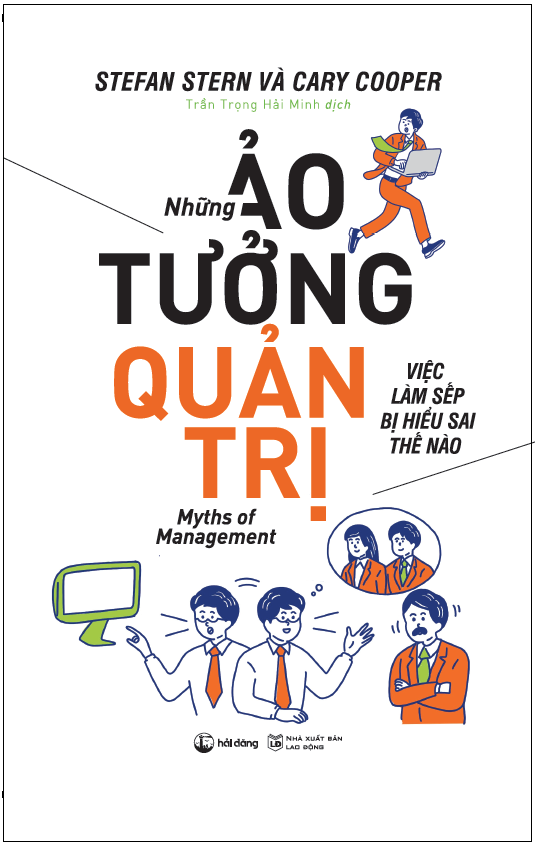 STEFAN STERN VÀ CARY COOPER
Trần Trọng Hải Minh dịch
Những ẢO
TƯỞNG
QUẢN
TRỊ
VIỆC
LÀM SẾP
BỊ HIỂU SAI
THẾ NÀO
Myths of
Management
hải đăng
LĐ
NHÀ XUẤT BẢN
LAO ĐỘNG